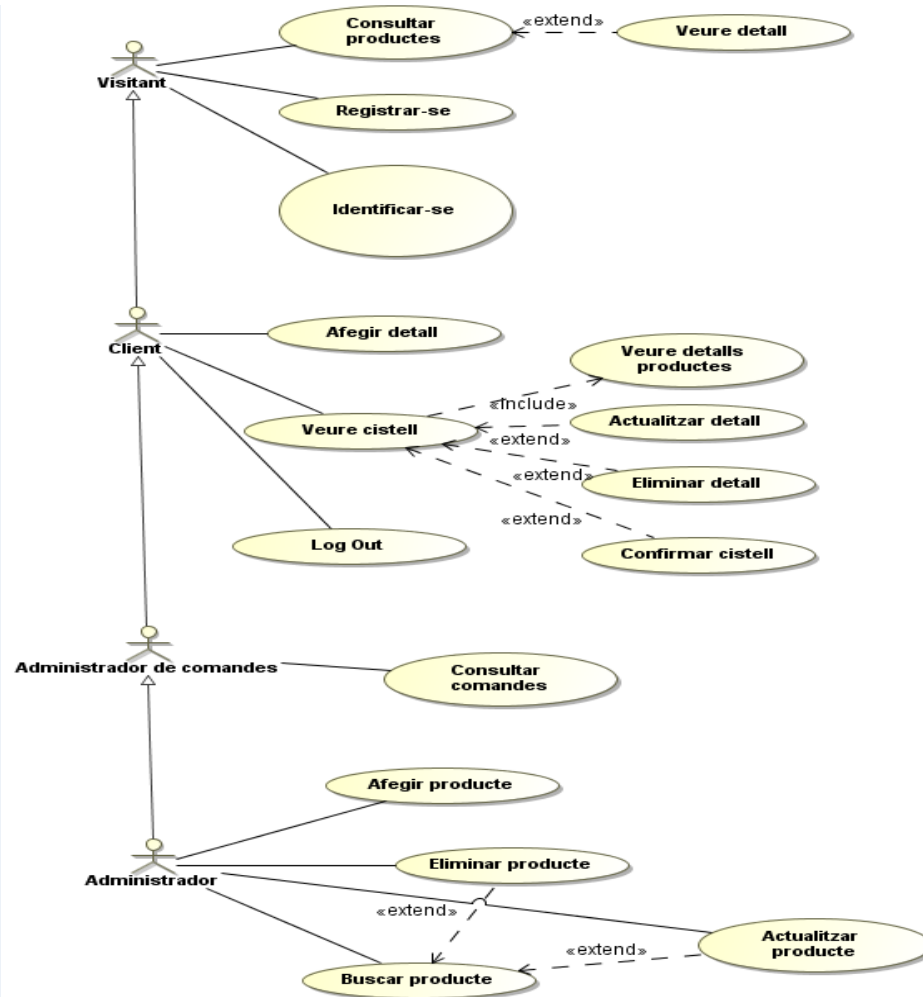 Consultar
productes
«extend»
Veure detall
Visitant
Registrar-se
Identificar-se
Client
Afegir detall
Veure detalls
productes
«include»
Veure cistell
Actualitzar detall
«extend»
«extend»
Eliminar detall
«extend»
Log Out
Confirmar cistell
Administrador de comandes
Consultar
comandes
Afegir producte
Administrador
Eliminar producte
«extend»
Actualitzar
producte
«extend»
Buscar producte